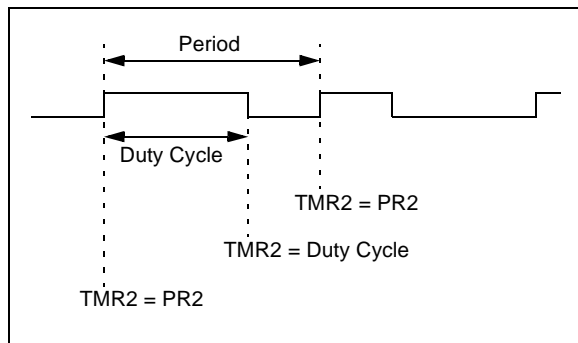 Period
Duty Cycle
TMR2 = PR2
TMR2 = Duty Cycle
TMR2 = PR2